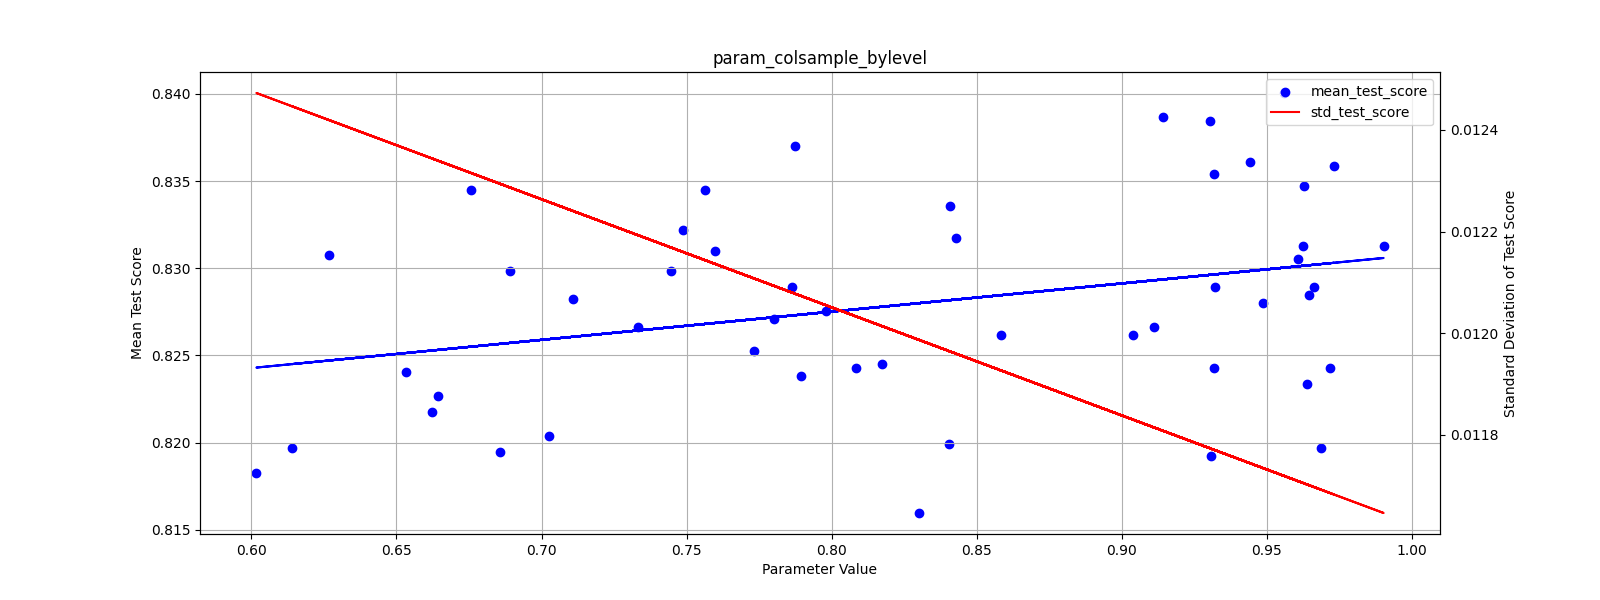 param_colsample_bylevel
mean_test_score
std_test_score
Mean Test Score
0.840
0.835
0.830
0.825
0.820
0.815
0.0124
0.0122
0.0120
0.0118
Standard Deviation of Test Score
0.60 0.65 0.70 0.75 0.80 0.85 0.90 0.95 1.00
Parameter Value